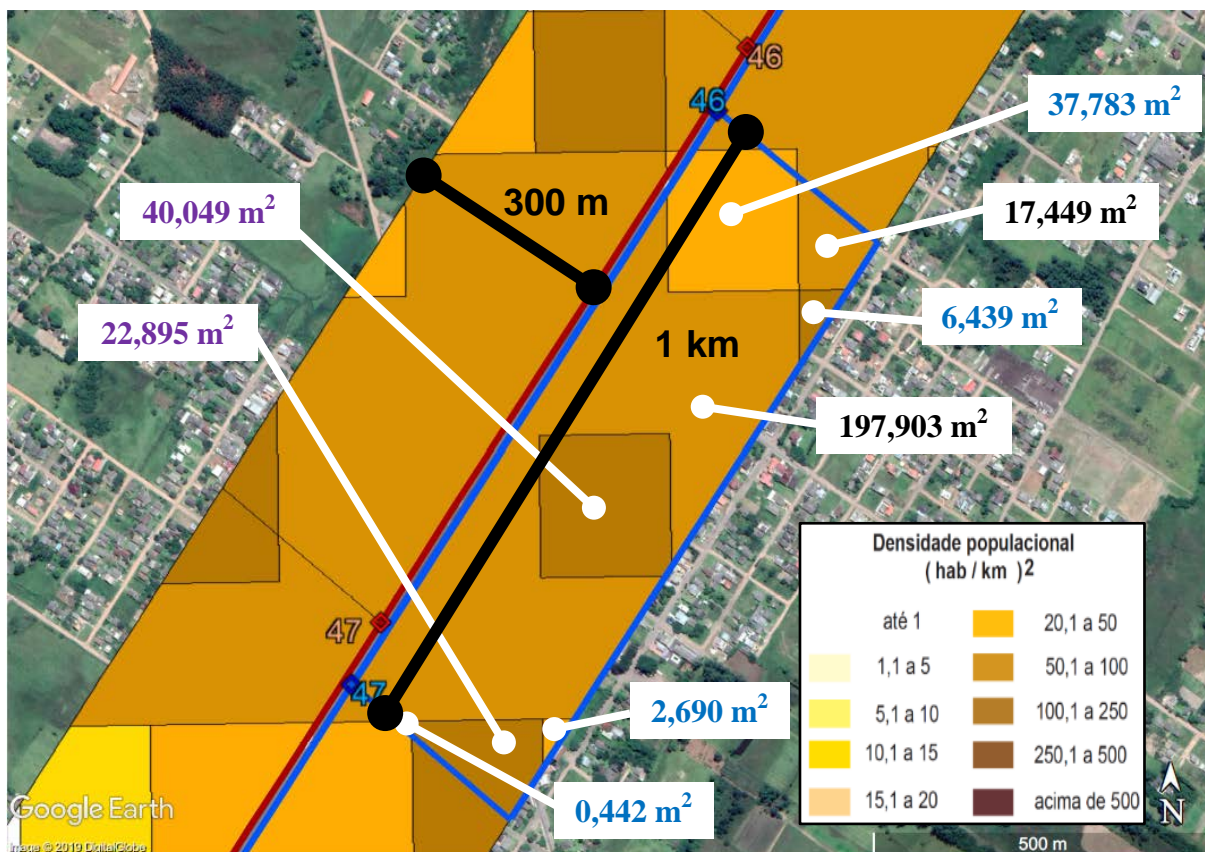 46
46
37,783 m²
40,049 m²
300 m
17,449 m²
22,895 m²
6,439 m²
1 km
197,903 m²
Densidade populacional
( hab / km )2
até 1
20,1 a 50
1,1 a 5
50,1 a 100
5,1 a 10
100,1 a 250
10,1 a 15
250,1 a 500
15,1 a 20
acima de 500
47
47
2,690 m²
0,442 m²
N
Google Earth
Image © 2019 DigitalGlobe
500 m